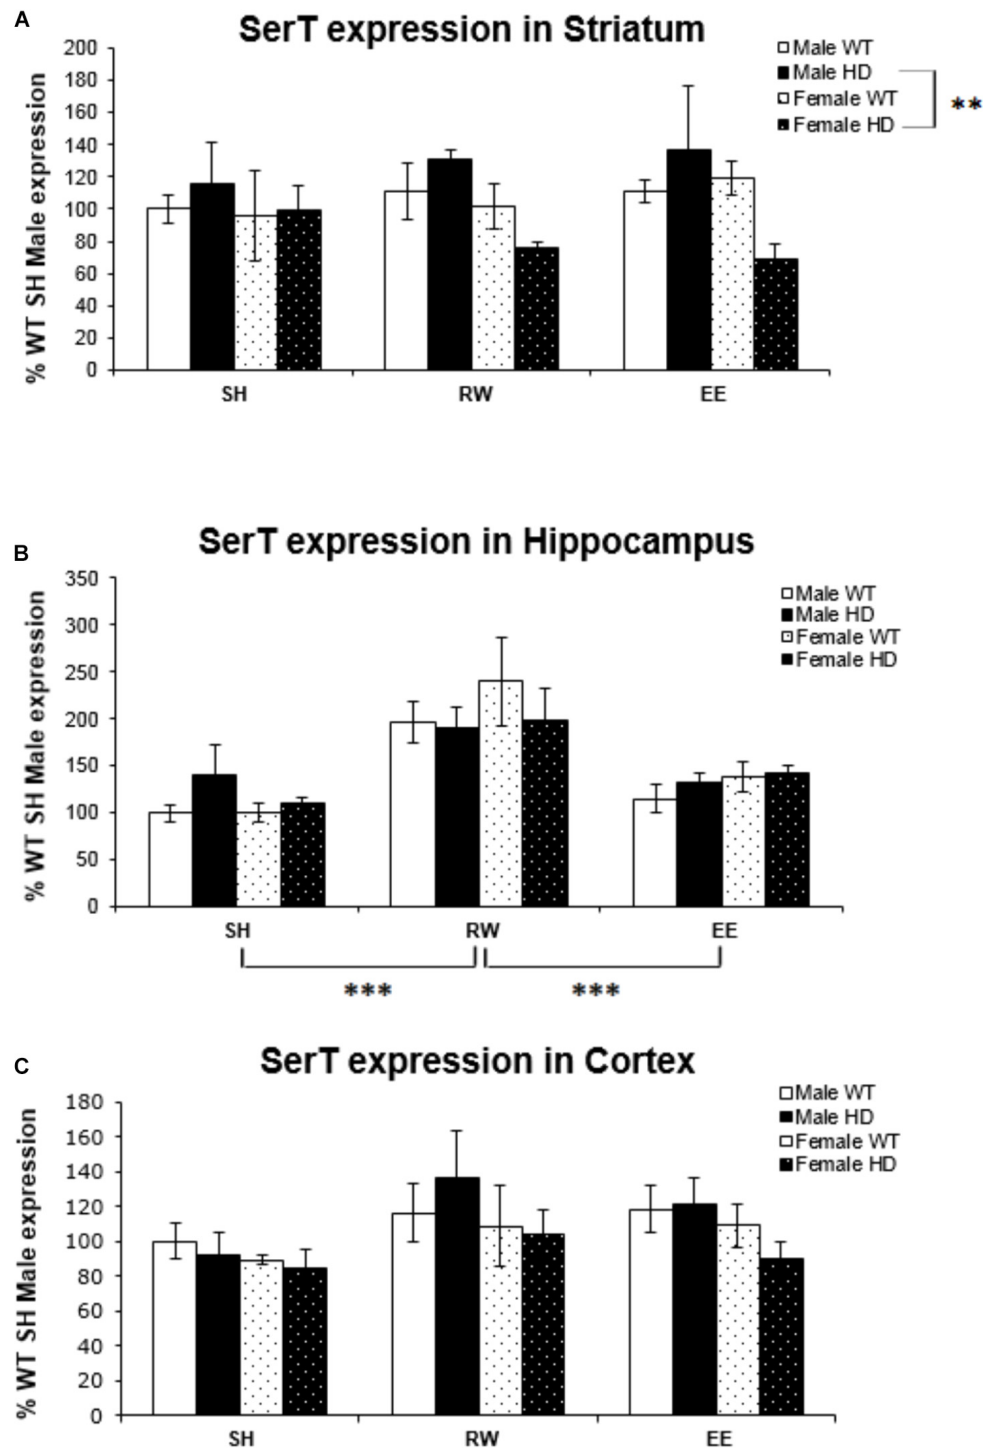 A
SerT expression in Striatum
% WT SH Male expression
200
180
160
140
120
100
80
60
40
20
0
SH
RW
EE
Male WT
Male HD
Female WT
Female HD
**
B
SerT expression in Hippocampus
% WT SH Male expression
350
300
250
200
150
100
50
0
SH
RW
EE
***
***
Male WT
Male HD
Female WT
Female HD
C
SerT expression in Cortex
% WT SH Male expression
180
160
140
120
100
80
60
40
20
0
SH
RW
EE
Male WT
Male HD
Female WT
Female HD